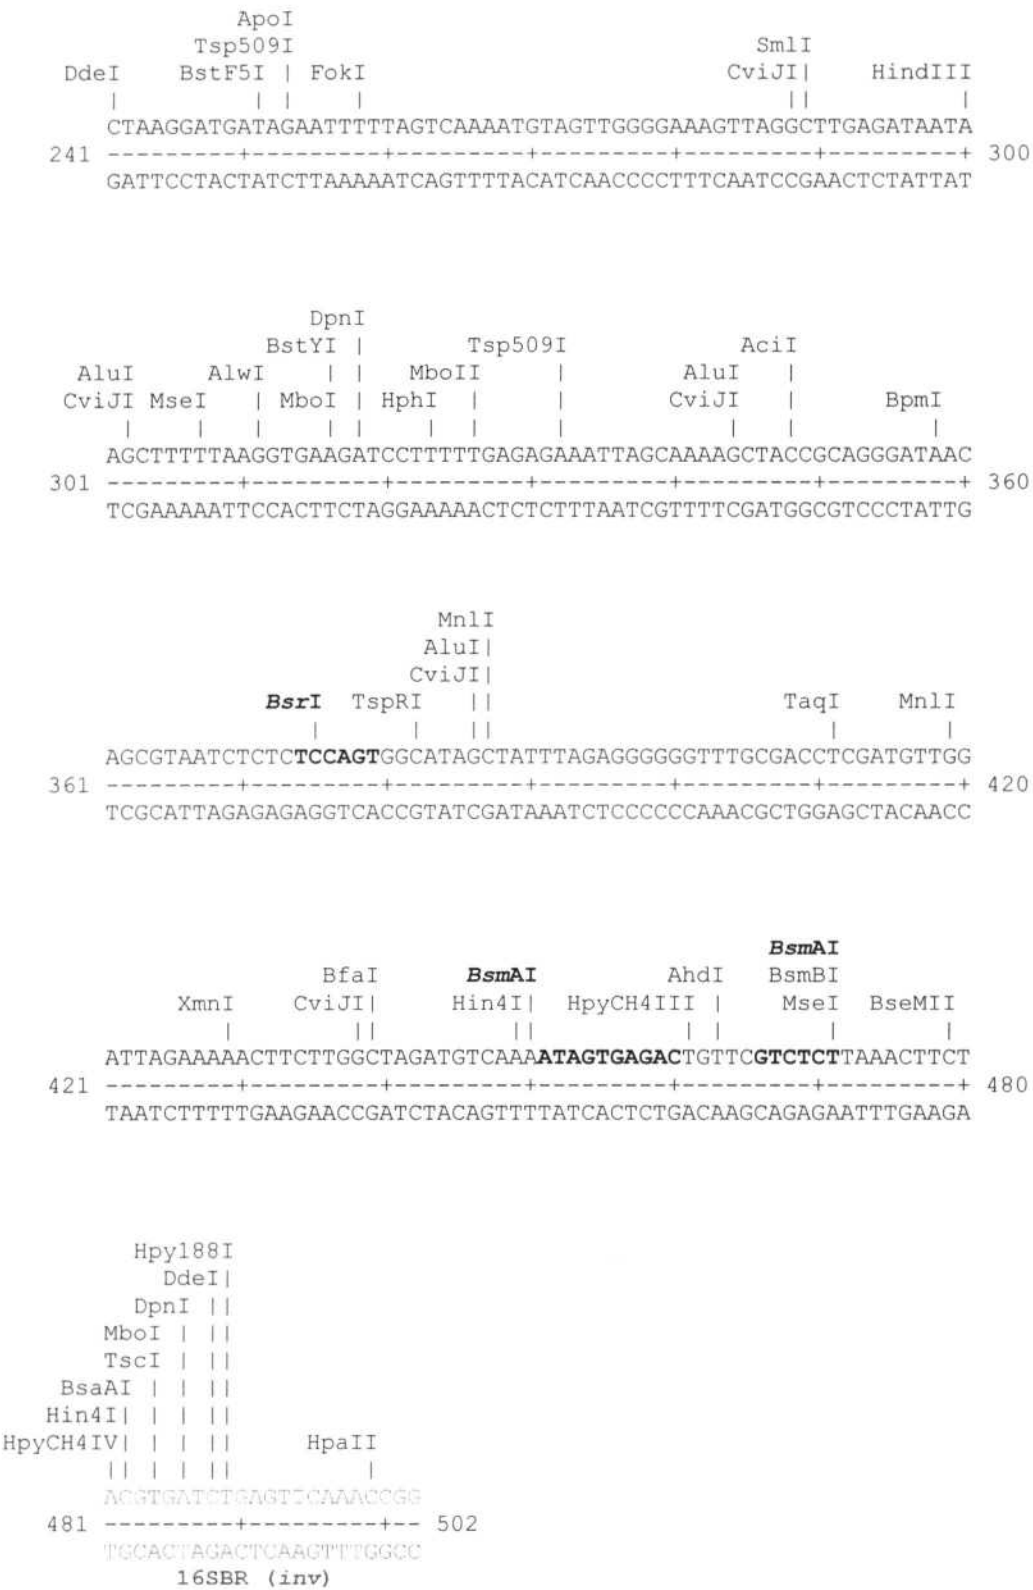 ApoI
Tsp509I SmlI
DdeI BstF5I | FokI CviJI| HindIII
| | | | || |
CTAAGGATGATAGAATTTTTAGTCAAAATGTAGTTGGGGAAAGTTAGGCTTGAGATAATA
241 ---------+---------+---------+---------+---------+---------+ 300
GATTCCTACTATCTTAAAAATCAGTTTTACATCAACCCCTTTCAATCCGAACTCTATTAT
DpnI
BstYI | Tsp509I AciI
AluI AlwI | | MboII | AluI |
CviJI MseI | MboI | HphI | | CviJI | BpmI
| | | | | | | | | | |
AGCTTTTTAAGGTGAAGATCCTTTTTGAGAGAAATTAGCAAAAGCTACCGCAGGGATAAC
301 ---------+---------+---------+---------+---------+---------+ 360
TCGAAAAATTCCACTTCTAGGAAAAACTCTCTTTAATCGTTTTCGATGGCGTCCCTATTG
MnlI
AluI|
CviJI|
BsrI TspRI || TaqI MnlI
| | || | |
AGCGTAATCTCTCTCCAGTGGCATAGCTATTTAGAGGGGGGTTTGCGACCTCGATGTTGG
361 ---------+---------+---------+---------+---------+---------+ 420
TCGCATTAGAGAGAGGTCACCGTATCGATAAATCTCCCCCCAAACGCTGGAGCTACAACC
BsmAI
BfaI BsmAI AhdI BsmBI
XmnI CviJI| Hin4I| HpyCH4III | MseI BseMII
| || || | | | |
ATTAGAAAAACTTCTTGGCTAGATGTCAAAATAGTGAGACTGTTCGTCTCTTAAACTTCT
421 ---------+---------+---------+---------+---------+---------+ 480
TAATCTTTTTGAAGAACCGATCTACAGTTTTATCACTCTGACAAGCAGAGAATTTGAAGA
Hpy188I
DdeI|
DpnI ||
MboI | ||
TscI | ||
BsaAI | | ||
Hin4I| | | ||
HpyCH4IV| | | || HpaII
|| | | || |
ACGTGATCTGAGTTCAAACCGG
481 ---------+---------+-- 502
TGCACTAGACTCAAGTTTGGCC
16SBR (inv)